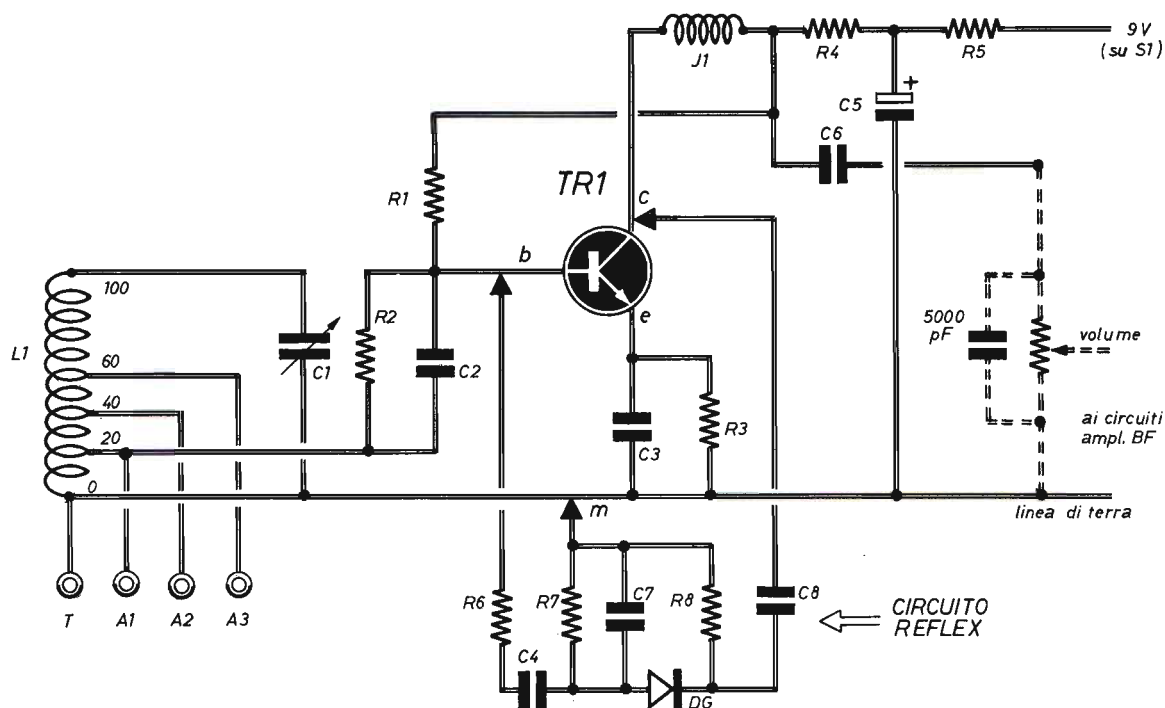 9V
(su S1)
R4
R5
J1
C5
+
C6
R1
TR1
c
b
e
100
L1
60
40
20
0
C1
R2
C2
C3
R3
5000
pF
volume
ai circuiti
ampl. BF
m
linea di terra
T
A1
A2
A3
R6
R7
C7
R8
C8
C4
DG
CIRCUITO
REFLEX